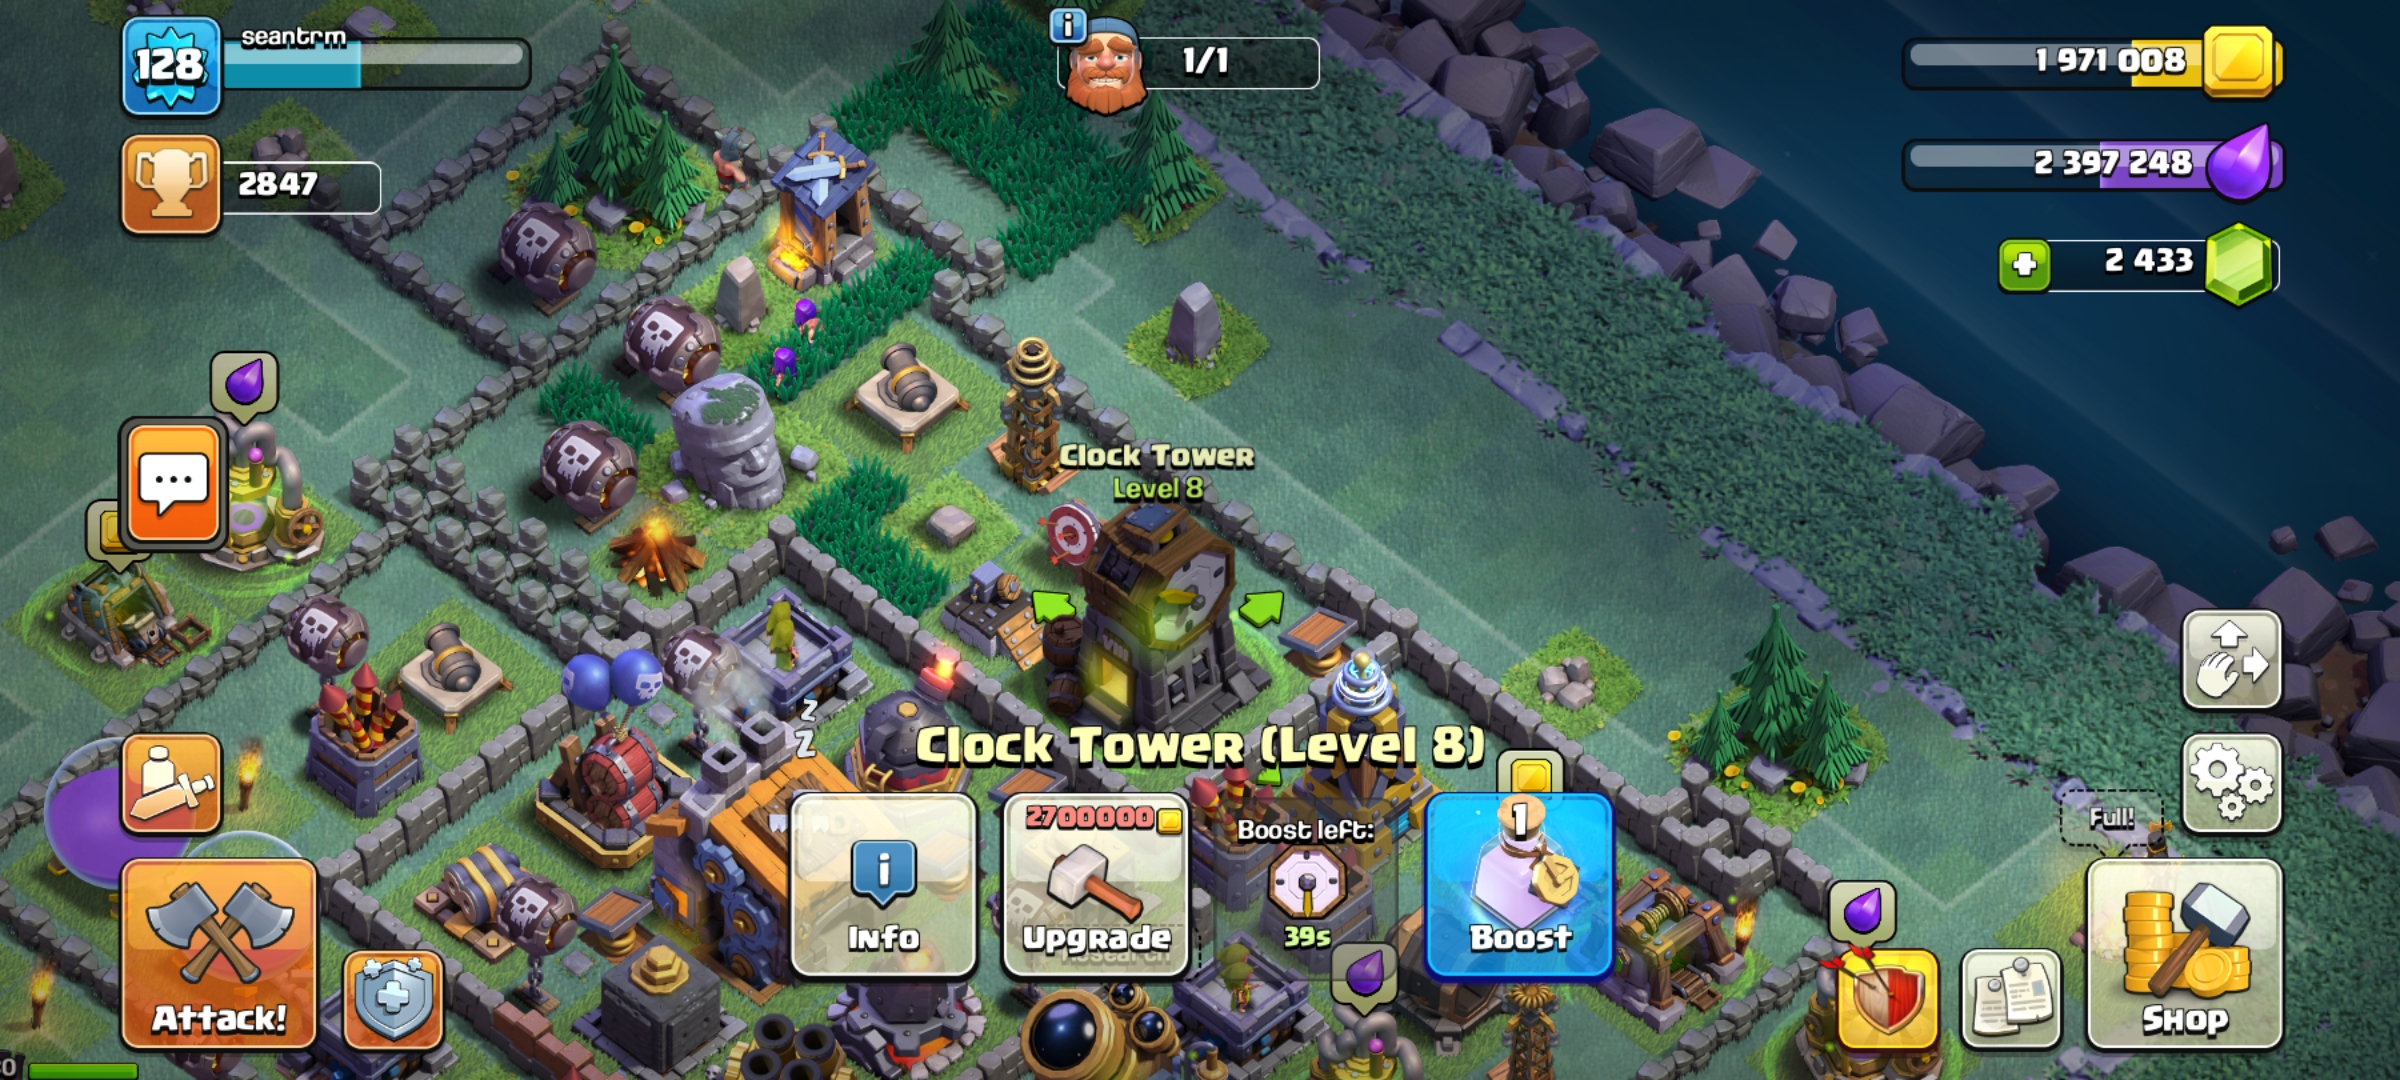 128
seantrm
1/1
1 971 008
2847
2 397 248
2 433
Clock Tower
Level 8
z
z
Clock Tower (Level 8)
Info
2700000
Upgrade
Research
Boost left:
39s
1
Boost
Full!
Attack!
Shop